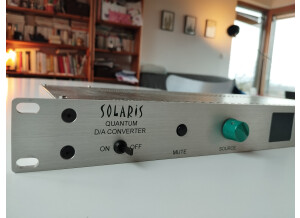 SOLARIS
QUANTUM
D/A CONVERTER
ON OFF
MUTE
SOURCE